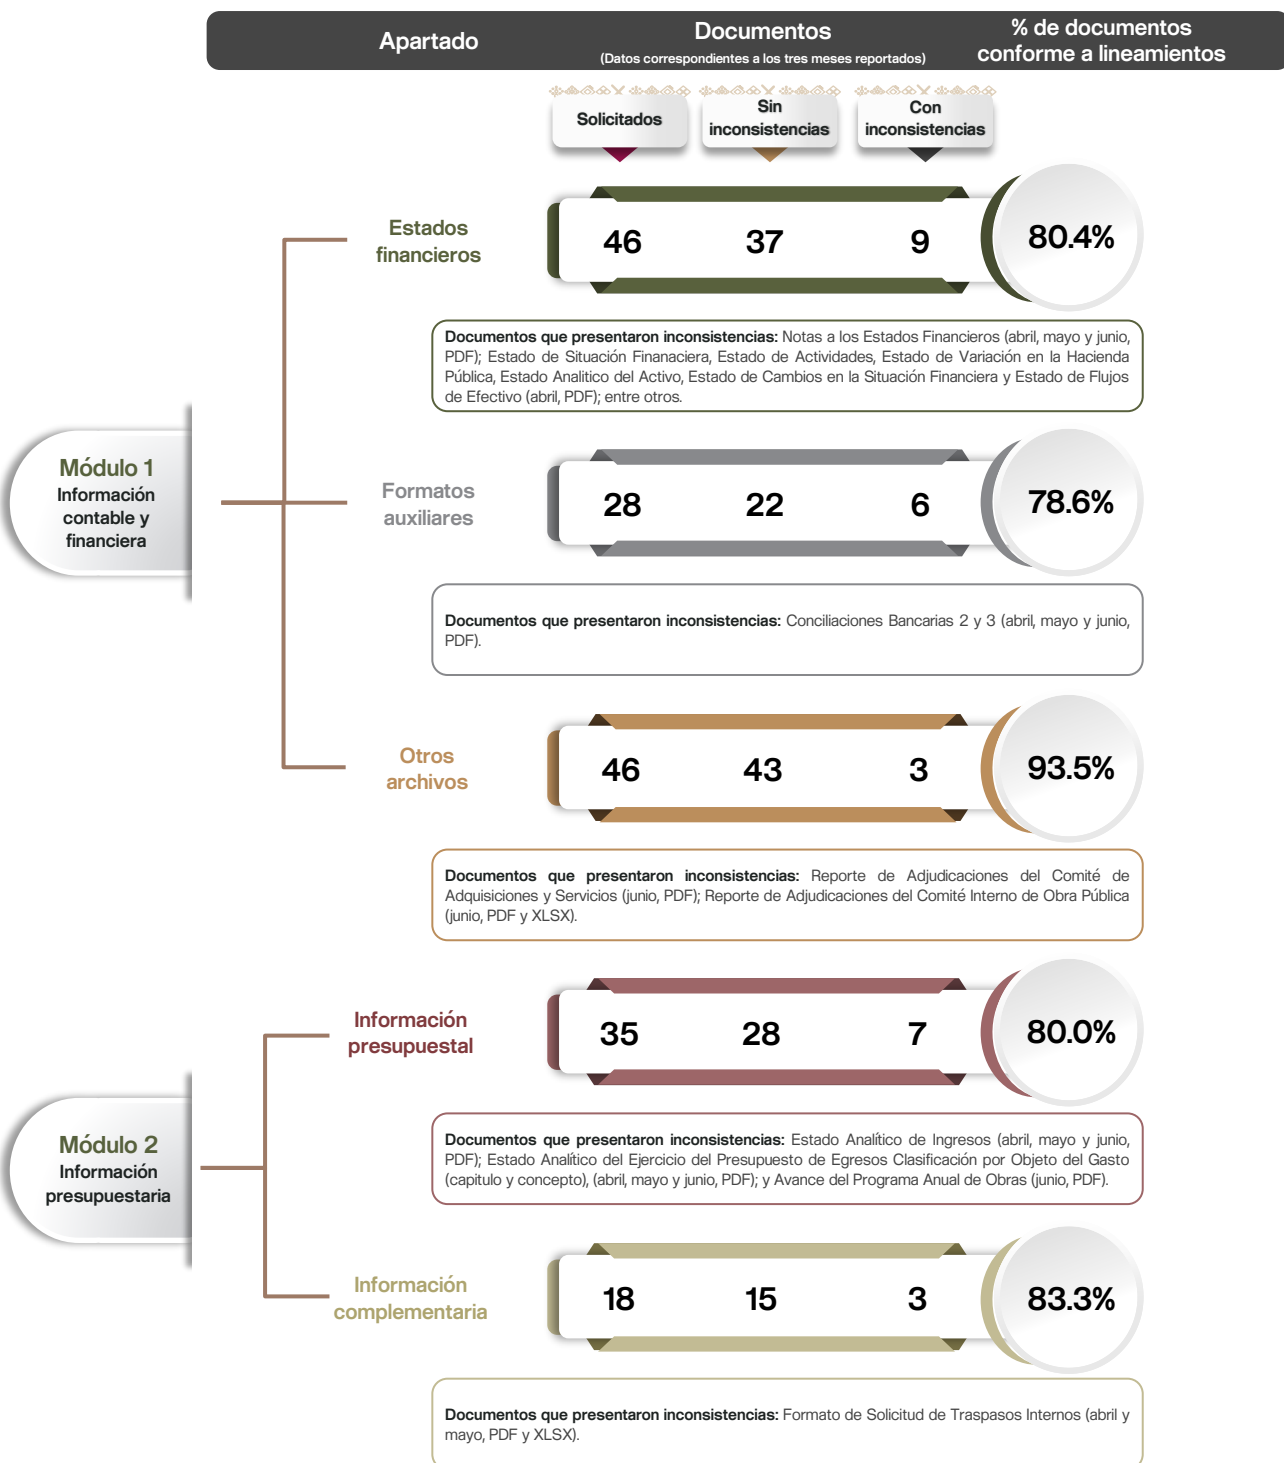 Apartado
Documentos
(Datos correspondientes a los tres meses reportados)
% de documentos
conforme a lineamientos
Solicitados
Sin
inconsistencias
Con
inconsistencias
Módulo 1
Información
contable y
financiera
Estados
financieros
46 37 9 80.4%
Documentos que presentaron inconsistencias: Notas a los Estados Financieros (abril, mayo y junio,
PDF); Estado de Situación Finanaciera, Estado de Actividades, Estado de Variación en la Hacienda
Pública, Estado Analitico del Activo, Estado de Cambios en la Situación Financiera y Estado de Flujos
de Efectivo (abril, PDF); entre otros.
Formatos
auxiliares
28 22 6 78.6%
Documentos que presentaron inconsistencias: Conciliaciones Bancarias 2 y 3 (abril, mayo y junio,
PDF).
Otros
archivos
46 43 3 93.5%
Documentos que presentaron inconsistencias: Reporte de Adjudicaciones del Comité de
Adquisiciones y Servicios (junio, PDF); Reporte de Adjudicaciones del Comité Interno de Obra Pública
(junio, PDF y XLSX).
Módulo 2
Información
presupuestaria
Información
presupuestal
35 28 7 80.0%
Documentos que presentaron inconsistencias: Estado Analítico de Ingresos (abril, mayo y junio,
PDF); Estado Analítico del Ejercicio del Presupuesto de Egresos Clasificación por Objeto del Gasto
(capitulo y concepto), (abril, mayo y junio, PDF); y Avance del Programa Anual de Obras (junio, PDF).
Información
complementaria
18 15 3 83.3%
Documentos que presentaron inconsistencias: Formato de Solicitud de Traspasos Internos (abril y
mayo, PDF y XLSX).